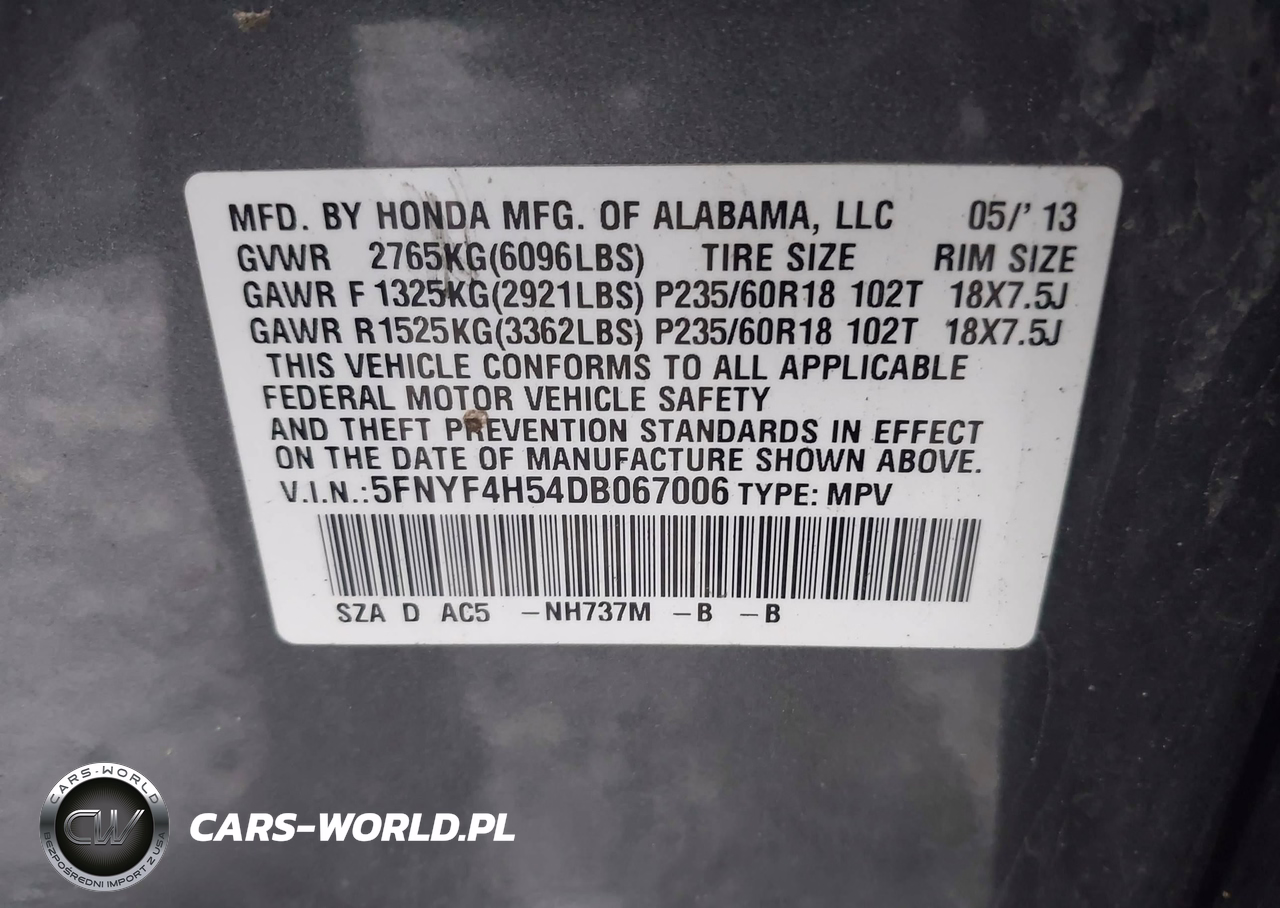 MFD. BY HONDA MFG. OF ALABAMA, LLC 05/' 13
GVWR 2765KG(6096LBS) TIRE SIZE RIM SIZE
GAWR F 1325KG(2921LBS) P235/60R18 102T 18X7.5J
GAWR R1525KG(3362LBS) P235/60R18 102T 18X7.5J
THIS VEHICLE CONFORMS TO ALL APPLICABLE
FEDERAL MOTOR VEHICLE SAFETY
AND THEFT PREVENTION STANDARDS IN EFFECT
ON THE DATE OF MANUFACTURE SHOWN ABOVE.
V.I.N.:5FNYF4H54DB067006 TYPE: MPV
SZA D AC5 –NH737M –B –B
CARS-WORLD
CW
BEZPOŚREDNI IMPORT Z USA
CARS-WORLD.PL